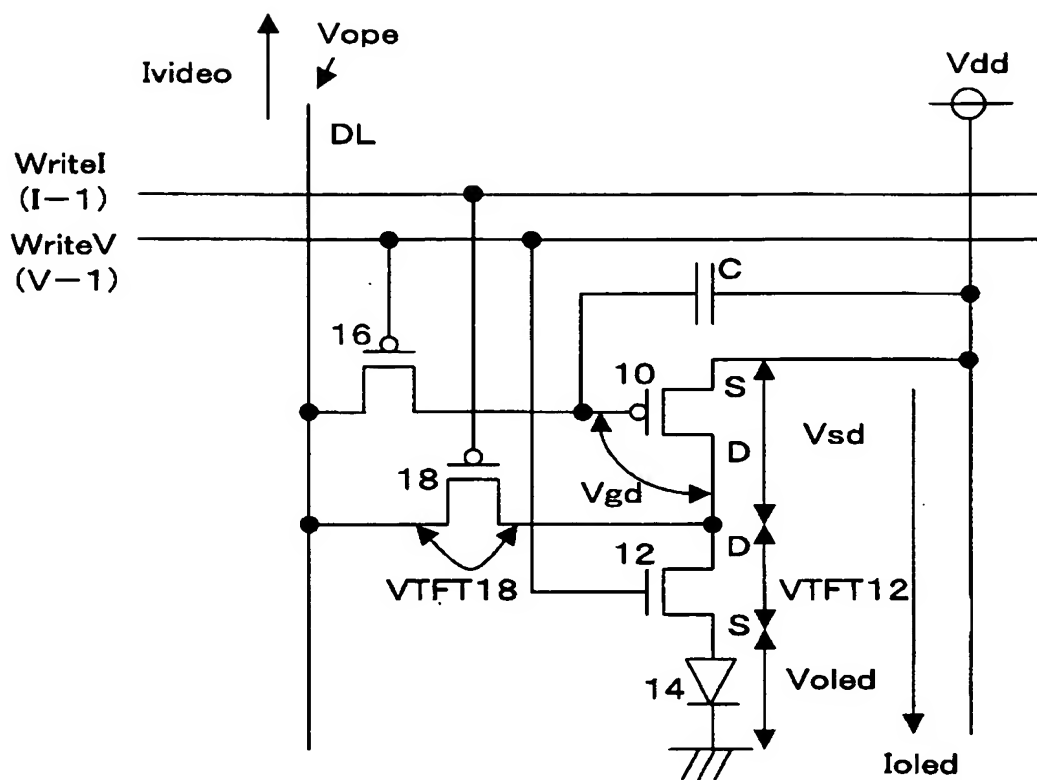 Vope
Ivideo
Vdd
DL
WriteI
(I−1)
WriteV
(V−1)
C
16
10
S
Vsd
D
18
Vgd
12
D
VTFT18
VTFT12
S
14
Voled
Ioled